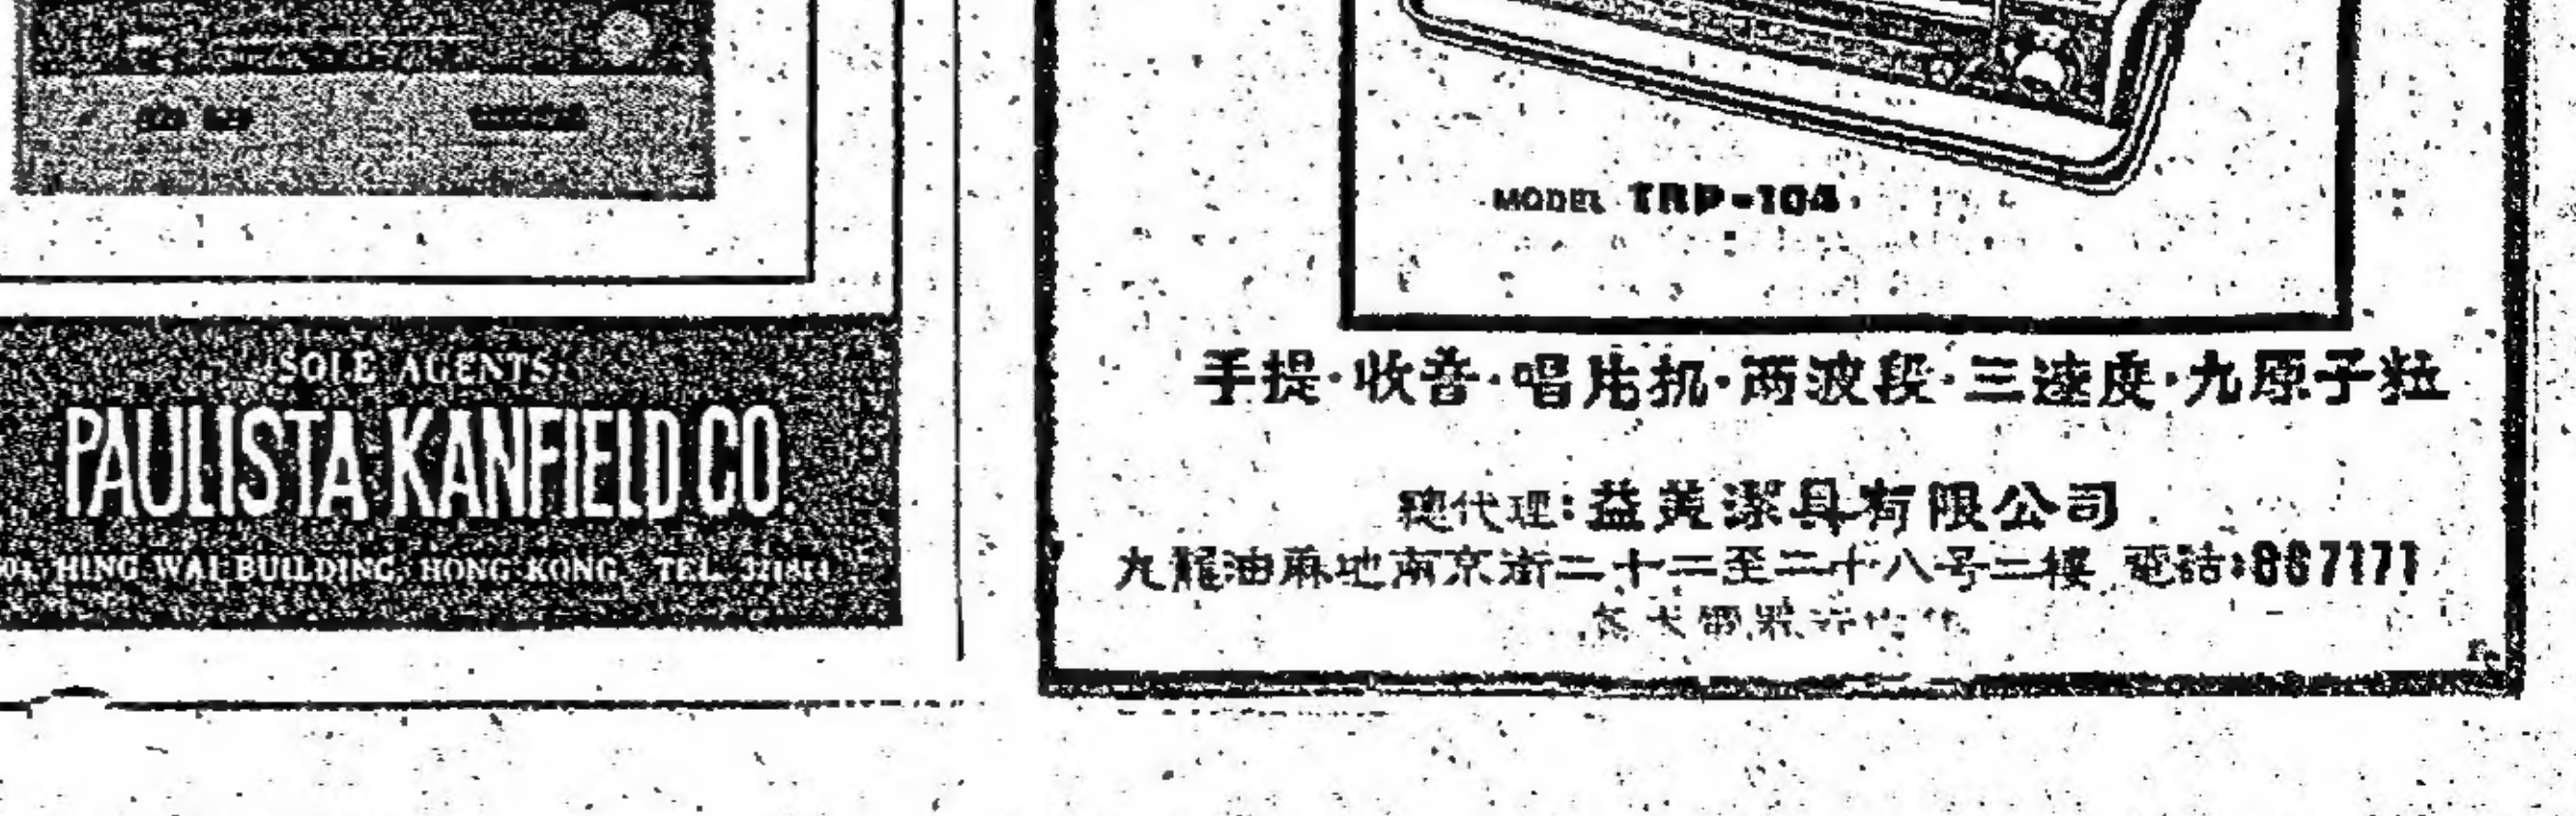 SOLE AGENTS
PAULISTA KANFIELD CO.
HING WAI BUILDING, HONG KONG, TEL.
MODEL TRP-104
手提·收音·唱片机·两波段·三速度·九原子粒
總代理:益美潔具有限公司
九龍油麻地南京街二十二至二十八号二樓 電話:867171